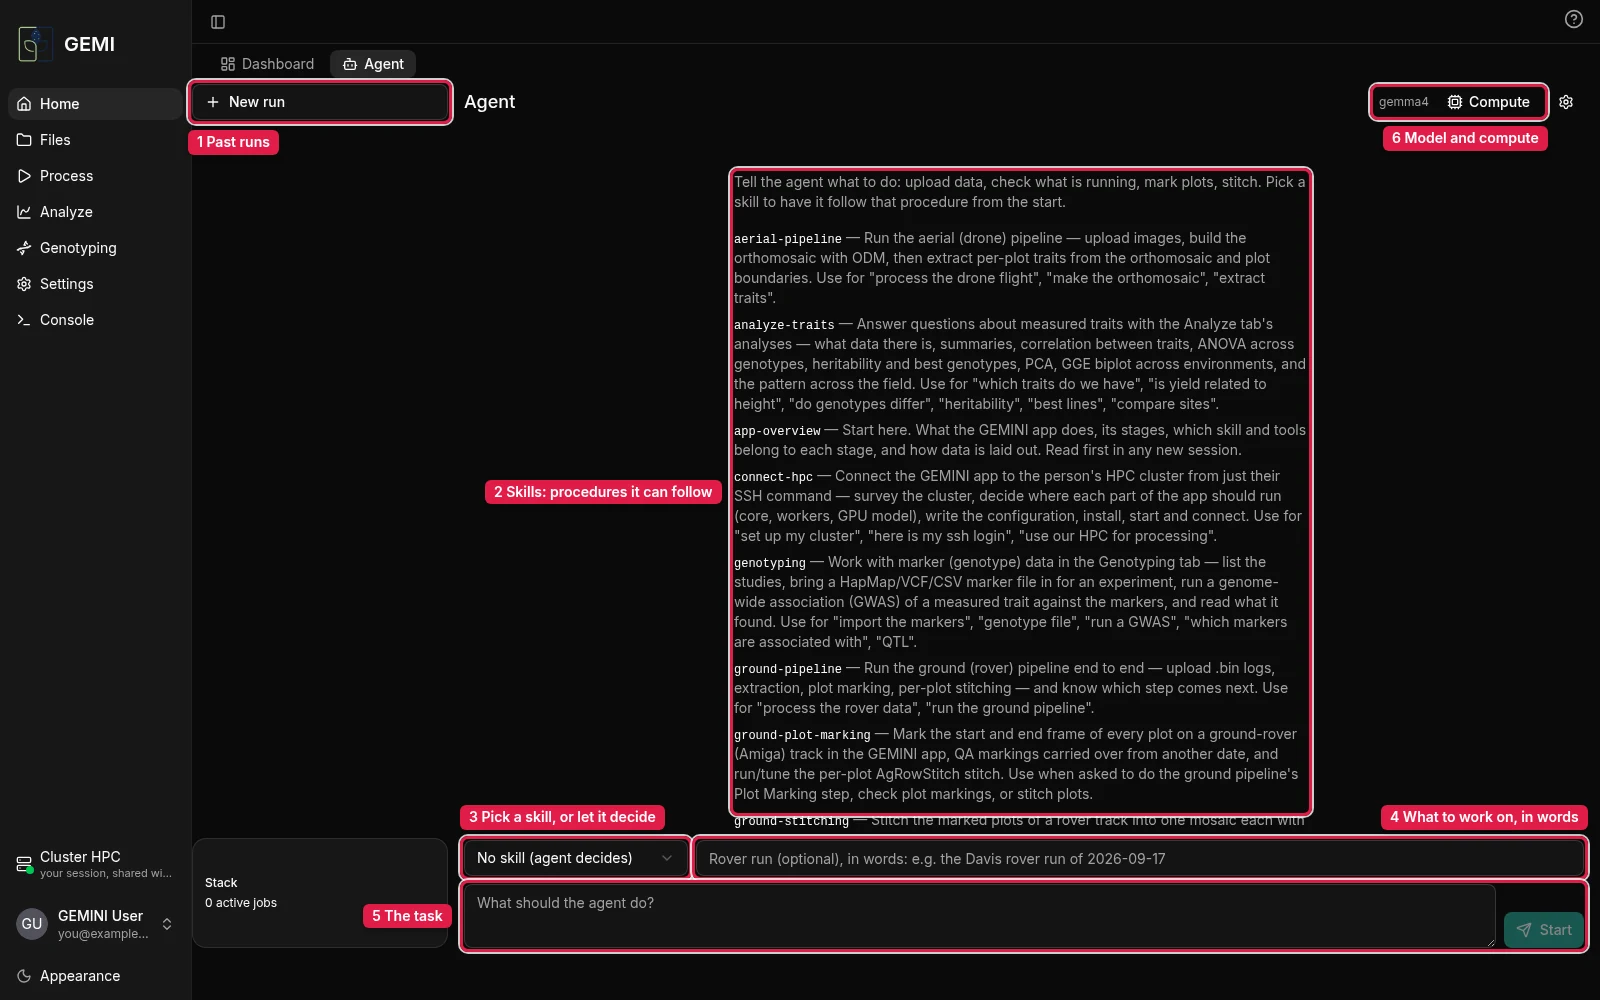 GEMI
Dashboard
Agent
Home
Files
Process
Analyze
Genotyping
Settings
Console
New run
1 Past runs
Agent
gemma4
Compute
6 Model and compute
Tell the agent what to do: upload data, check what is running, mark plots, stitch. Pick a
skill to have it follow that procedure from the start.
aerial-pipeline — Run the aerial (drone) pipeline — upload images, build the
orthomosaic with ODM, then extract per-plot traits from the orthomosaic and plot
boundaries. Use for "process the drone flight", "make the orthomosaic", "extract
traits".
analyze-traits — Answer questions about measured traits with the Analyze tab's
analyses — what data there is, summaries, correlation between traits, ANOVA across
genotypes, heritability and best genotypes, PCA, GGE biplot across environments, and
the pattern across the field. Use for "which traits do we have", "is yield related to
height", "do genotypes differ", "heritability", "best lines", "compare sites".
app-overview — Start here. What the GEMINI app does, its stages, which skill and tools
belong to each stage, and how data is laid out. Read first in any new session.
2 Skills: procedures it can follow
connect-hpc — Connect the GEMINI app to the person's HPC cluster from just their
SSH command — survey the cluster, decide where each part of the app should run
(core, workers, GPU model), write the configuration, install, start and connect. Use for
"set up my cluster", "here is my ssh login", "use our HPC for processing".
genotyping — Work with marker (genotype) data in the Genotyping tab — list the
studies, bring a HapMap/VCF/CSV marker file in for an experiment, run a genome-
wide association (GWAS) of a measured trait against the markers, and read what it
found. Use for "import the markers", "genotype file", "run a GWAS", "which markers
are associated with", "QTL".
ground-pipeline — Run the ground (rover) pipeline end to end — upload .bin logs,
extraction, plot marking, per-plot stitching — and know which step comes next. Use
for "process the rover data", "run the ground pipeline".
ground-plot-marking — Mark the start and end frame of every plot on a ground-rover
(Amiga) track in the GEMINI app, QA markings carried over from another date, and
run/tune the per-plot AgRowStitch stitch. Use when asked to do the ground pipeline's
Plot Marking step, check plot markings, or stitch plots.
ground-stitching — Stitch the marked plots of a rover track into one mosaic each with
3 Pick a skill, or let it decide
4 What to work on, in words
No skill (agent decides)
Rover run (optional), in words: e.g. the Davis rover run of 2026-09-17
Stack
0 active jobs
5 The task
What should the agent do?
Start
Cluster HPC
your session, shared wi...
GU
GEMINI User
you@example...
Appearance